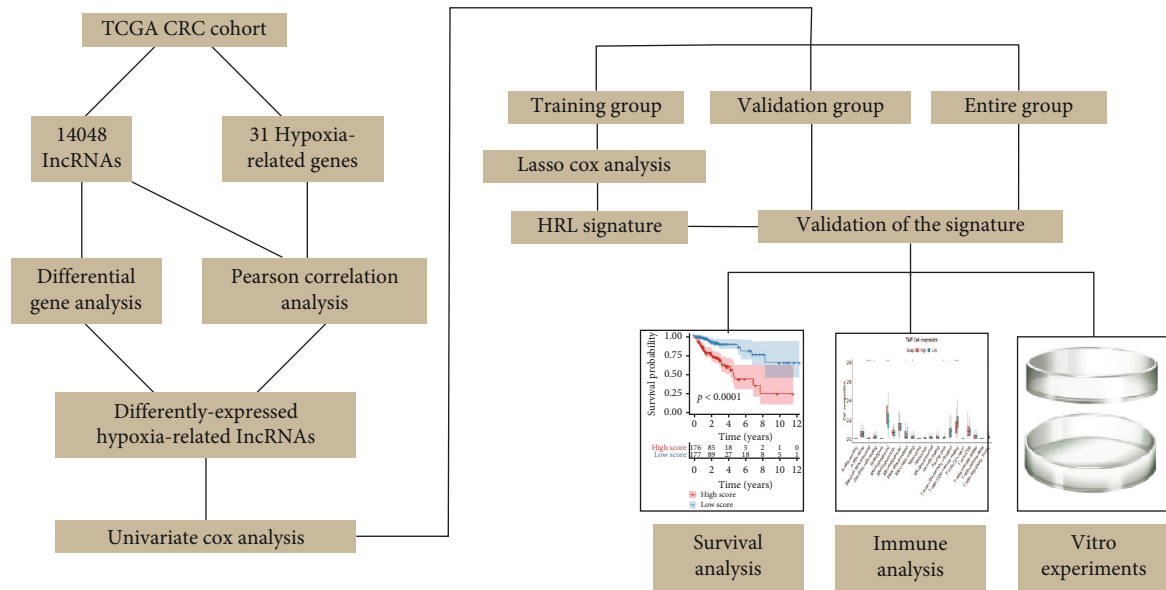 TCGA CRC cohort
14048
IncRNAs
31 Hypoxia-
related genes
Differential
gene analysis
Pearson correlation
analysis
Differently-expressed
hypoxia-related IncRNAs
Univariate cox analysis
Training group
Validation group
Entire group
Lasso cox analysis
HRL signature
Validation of the signature
Survival probability
1.00
0.75
0.50
0.25
0.00
p < 0.0001
0 2 4 6 8 10 12
Time (years)
High score 176 85 18 5 2 1 0
Low score 177 89 27 18 8 5 1
0 2 4 6 8 10 12
Time (years)
High score
Low score
Survival
analysis
Immune
analysis
Vitro
experiments